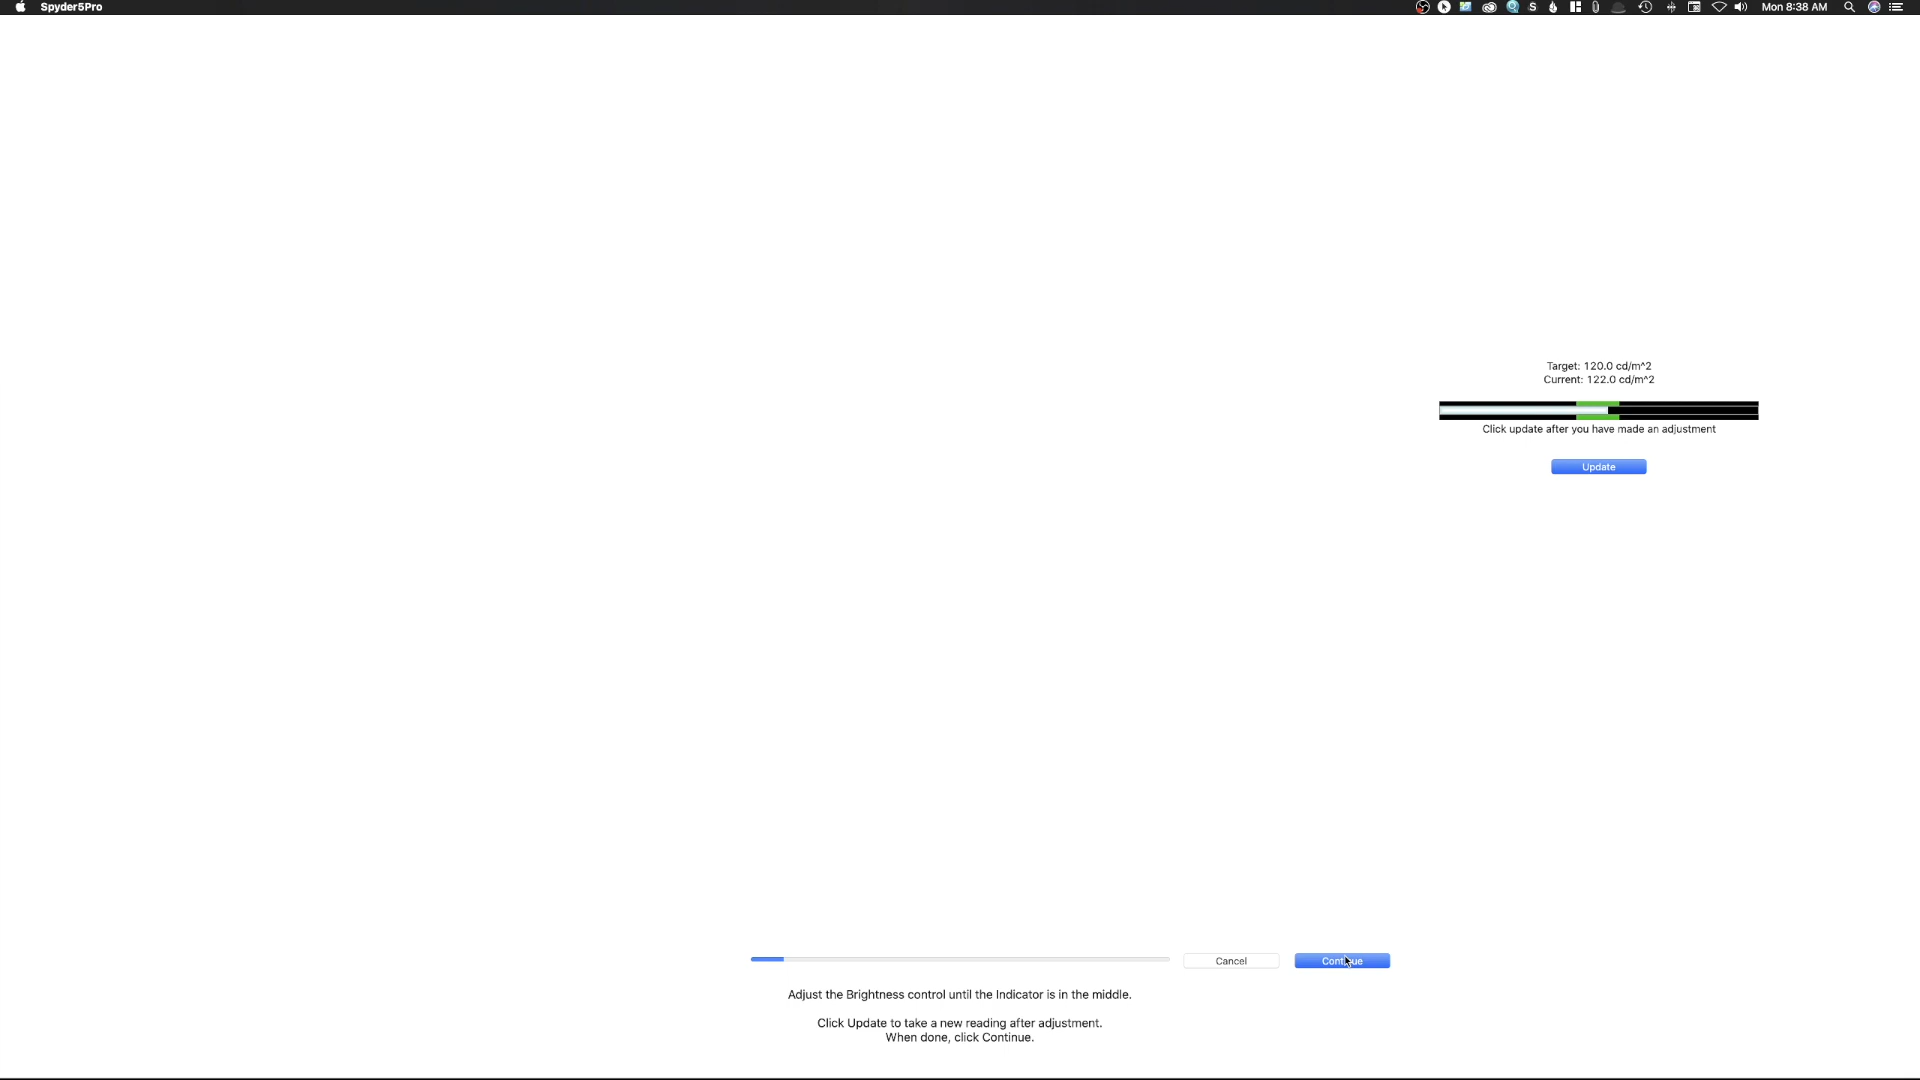 Spyder5Pro
Mon 8:38 AM
Target: 120.0 cd/m^2
Current: 122.0 cd/m^2
Click update after you have made an adjustment
Update
Cancel
Continue
Adjust the Brightness control until the Indicator is in the middle.
Click Update to take a new reading after adjustment.
When done, click Continue.